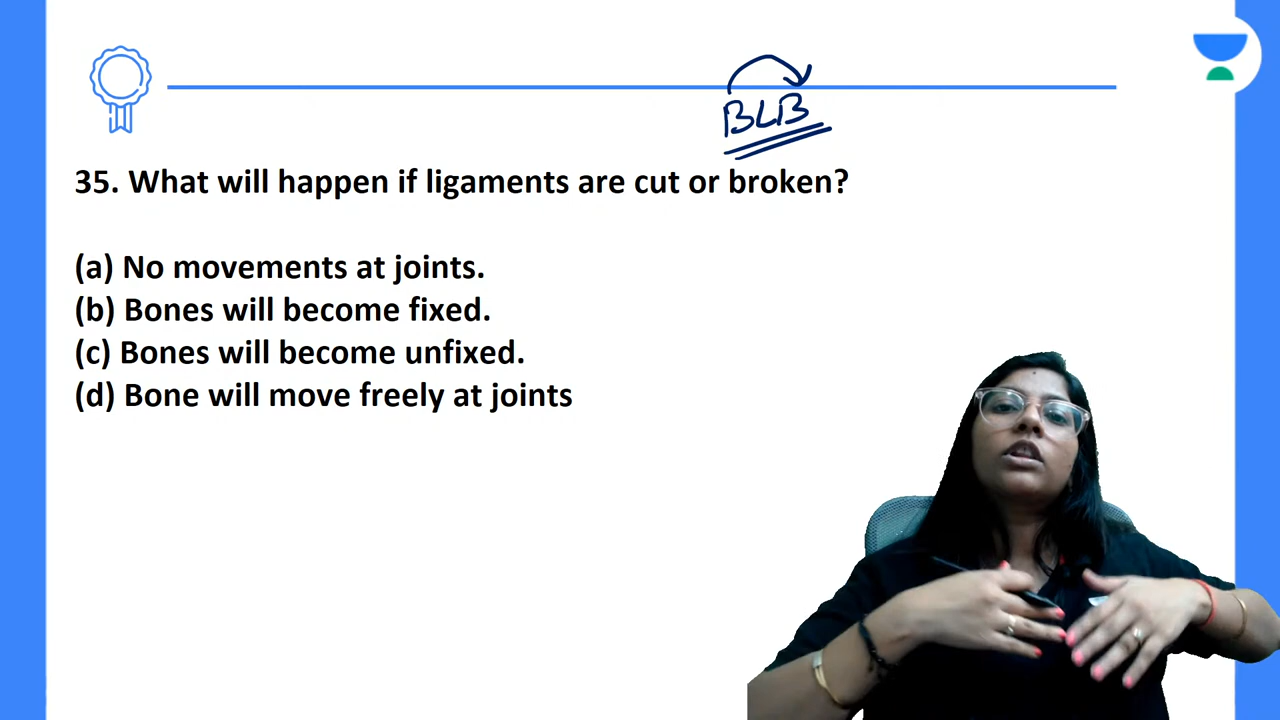 BLB
35. What will happen if ligaments are cut or broken?
(a) No movements at joints.
(b) Bones will become fixed.
(c) Bones will become unfixed.
(d) Bone will move freely at joints